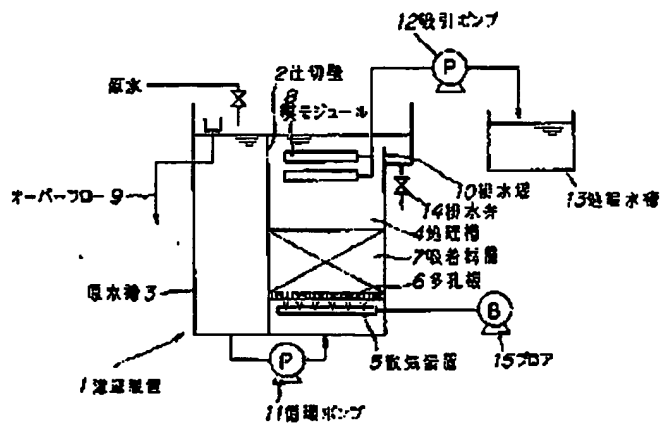 12吸引ポンプ
P
2仕切壁
原水
8
膜モジュール
オーバーフロー 9
10排水堰
13処理水槽
14排水弁
4処理槽
7吸着剤層
6多孔板
原水槽 3
B
5散気装置
15ブロア
P
1濾過装置
11循環ポンプ